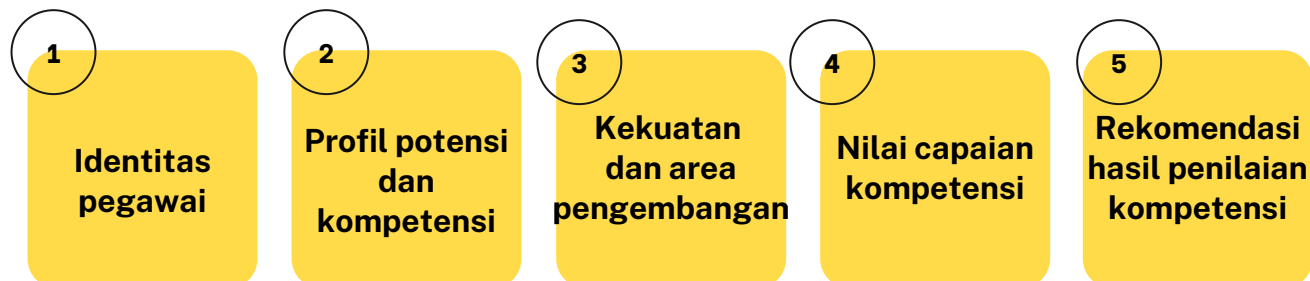 1
Identitas
pegawai
2
Profil potensi
dan
kompetensi
3
Kekuatan
dan area
pengembangan
4
Nilai capaian
kompetensi
5
Rekomendasi
hasil penilaian
kompetensi